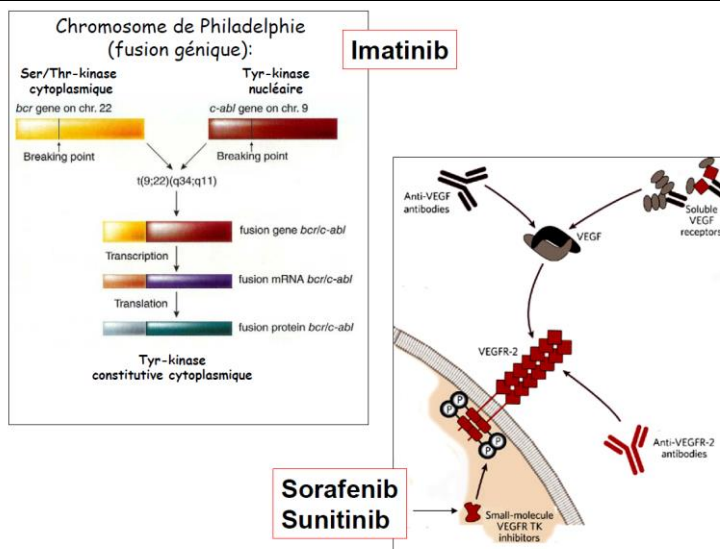 Chromosome de Philadelphie
(fusion génique):
Imatinib
Ser/Thr-kinase
cytoplasmique
Tyr-kinase
nucléaire
bcr gene on chr. 22
c-abl gene on chr. 9
Breaking point
Breaking point
t(9;22)(q34;q11)
fusion gene bcr/c-abl
Transcription
fusion mRNA bcr/c-abl
Translation
fusion protein bcr/c-abl
Tyr-kinase
constitutive cytoplasmique
Anti-VEGF
antibodies
Soluble
VEGF
receptors
VEGF
VEGFR-2
P
P
P
P
Anti-VEGFR-2
antibodies
Sorafenib
Sunitinib
Small-molecule
VEGFR TK
inhibitors